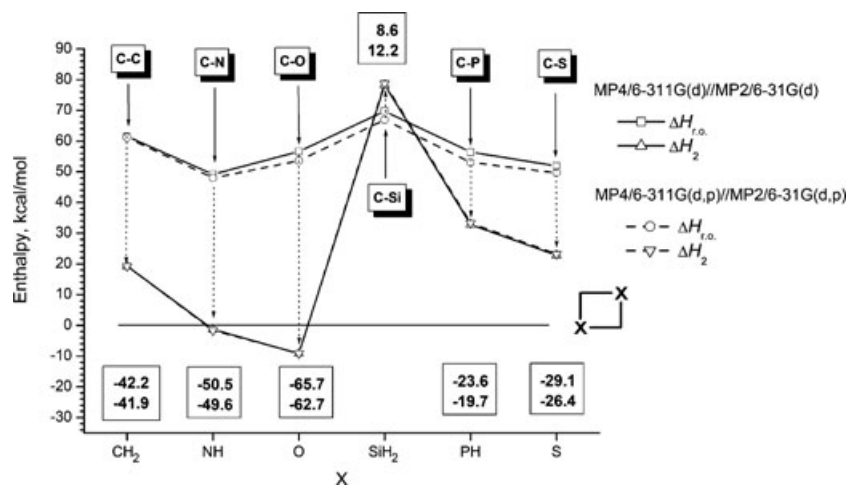 8.6
12.2
90
80
70
60
50
40
30
20
10
0
-10
-20
-30
Enthalpy, kcal/mol
C-C
C-N
C-O
C-P
C-S
C-Si
MP4/6-311G(d)//MP2/6-31G(d)
ΔHr.o.
ΔH2
MP4/6-311G(d,p)//MP2/6-31G(d,p)
ΔHr.o.
ΔH2
X
X
-42.2
-41.9
-50.5
-49.6
-65.7
-62.7
-23.6
-19.7
-29.1
-26.4
CH2 NH O SiH2 PH S
X